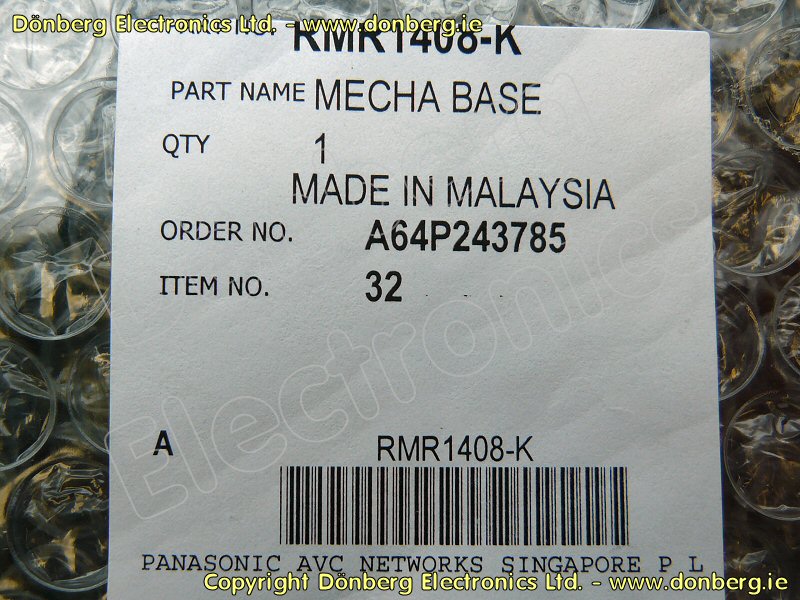 Dönberg Electronics Ltd. - www.donberg.ie
RMR1408-K
PART NAME MECHA BASE
QTY 1
MADE IN MALAYSIA
ORDER NO. A64P243785
ITEM NO. 32
Electronics
A RMR1408-K
PANASONIC AVC NETWORKS SINGAPORE P L
Copyright Dönberg Electronics Ltd. - www.donberg.ie